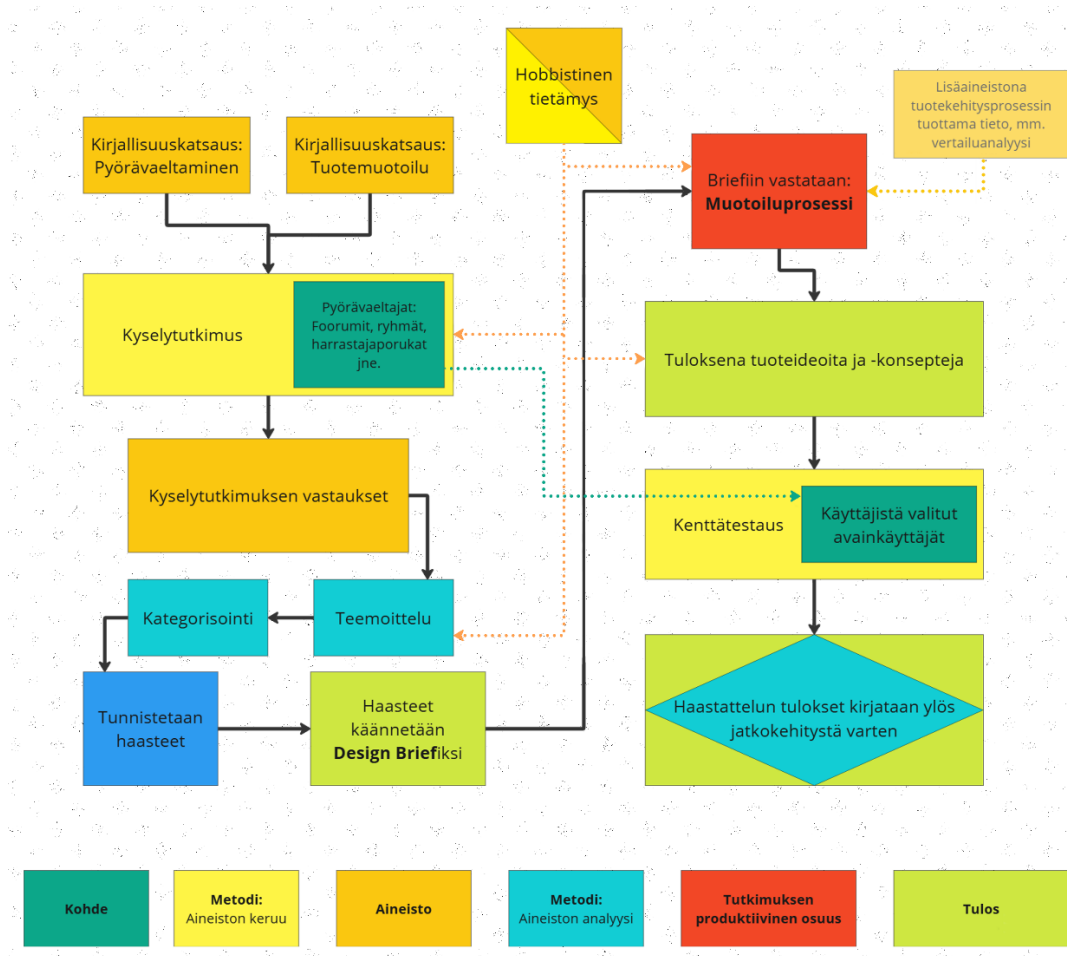 Hobbistinen
tietämys
Lisäaineistona
tuotekehitysprosessin
tuottama tieto, mm.
vertailuanalyysi
Kirjallisuuskatsaus:
Pyörävaeltaminen
Kirjallisuuskatsaus:
Tuotemuotoilu
Briefiin vastataan:
Muotoiluprosessi
Kyselytutkimus
Pyörävaeltajat:
Foorumit, ryhmät,
harrastajaporukat
jne.
Tuloksena tuoteideoita ja -konsepteja
Kyselytutkimuksen vastaukset
Kenttätestaus
Käyttäjistä valitut
avainkäyttäjät
Kategorisointi
Teemoittelu
Tunnistetaan
haasteet
Haasteet
käännetään
Design Briefiksi
Haastattelun tulokset kirjataan ylös
jatkokehitystä varten
Kohde
Metodi:
Aineiston keruu
Aineisto
Metodi:
Aineiston analyysi
Tutkimuksen
produktiivinen osuus
Tulos